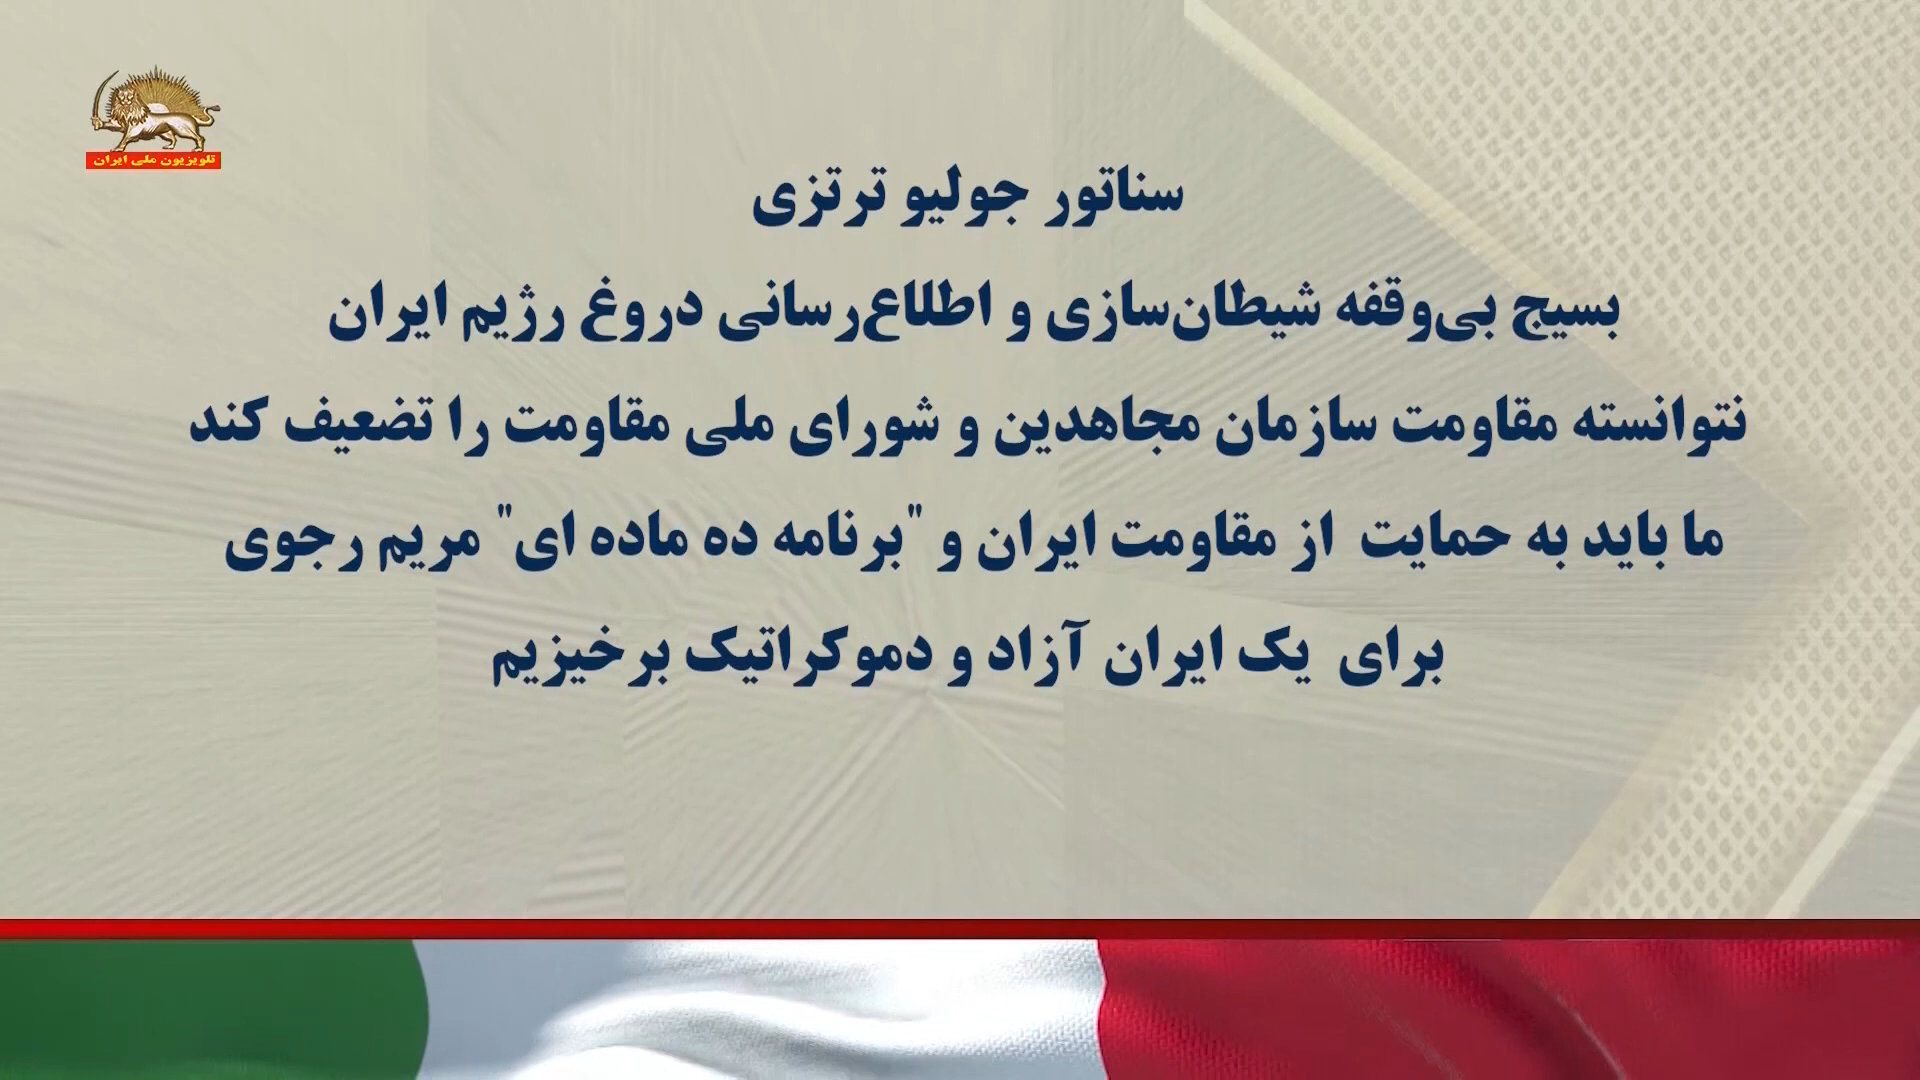 تلویزیون ملی ایران
سناتور جولیو ترتزی
بسیج بی‌وقفه شیطان‌سازی و اطلاع‌رسانی دروغ رژیم ایران
نتوانسته مقاومت سازمان مجاهدین و شورای ملی مقاومت را تضعیف کند
ما باید به حمایت از مقاومت ایران و "برنامه ده ماده ای" مریم رجوی
برای یک ایران آزاد و دموکراتیک برخیزیم